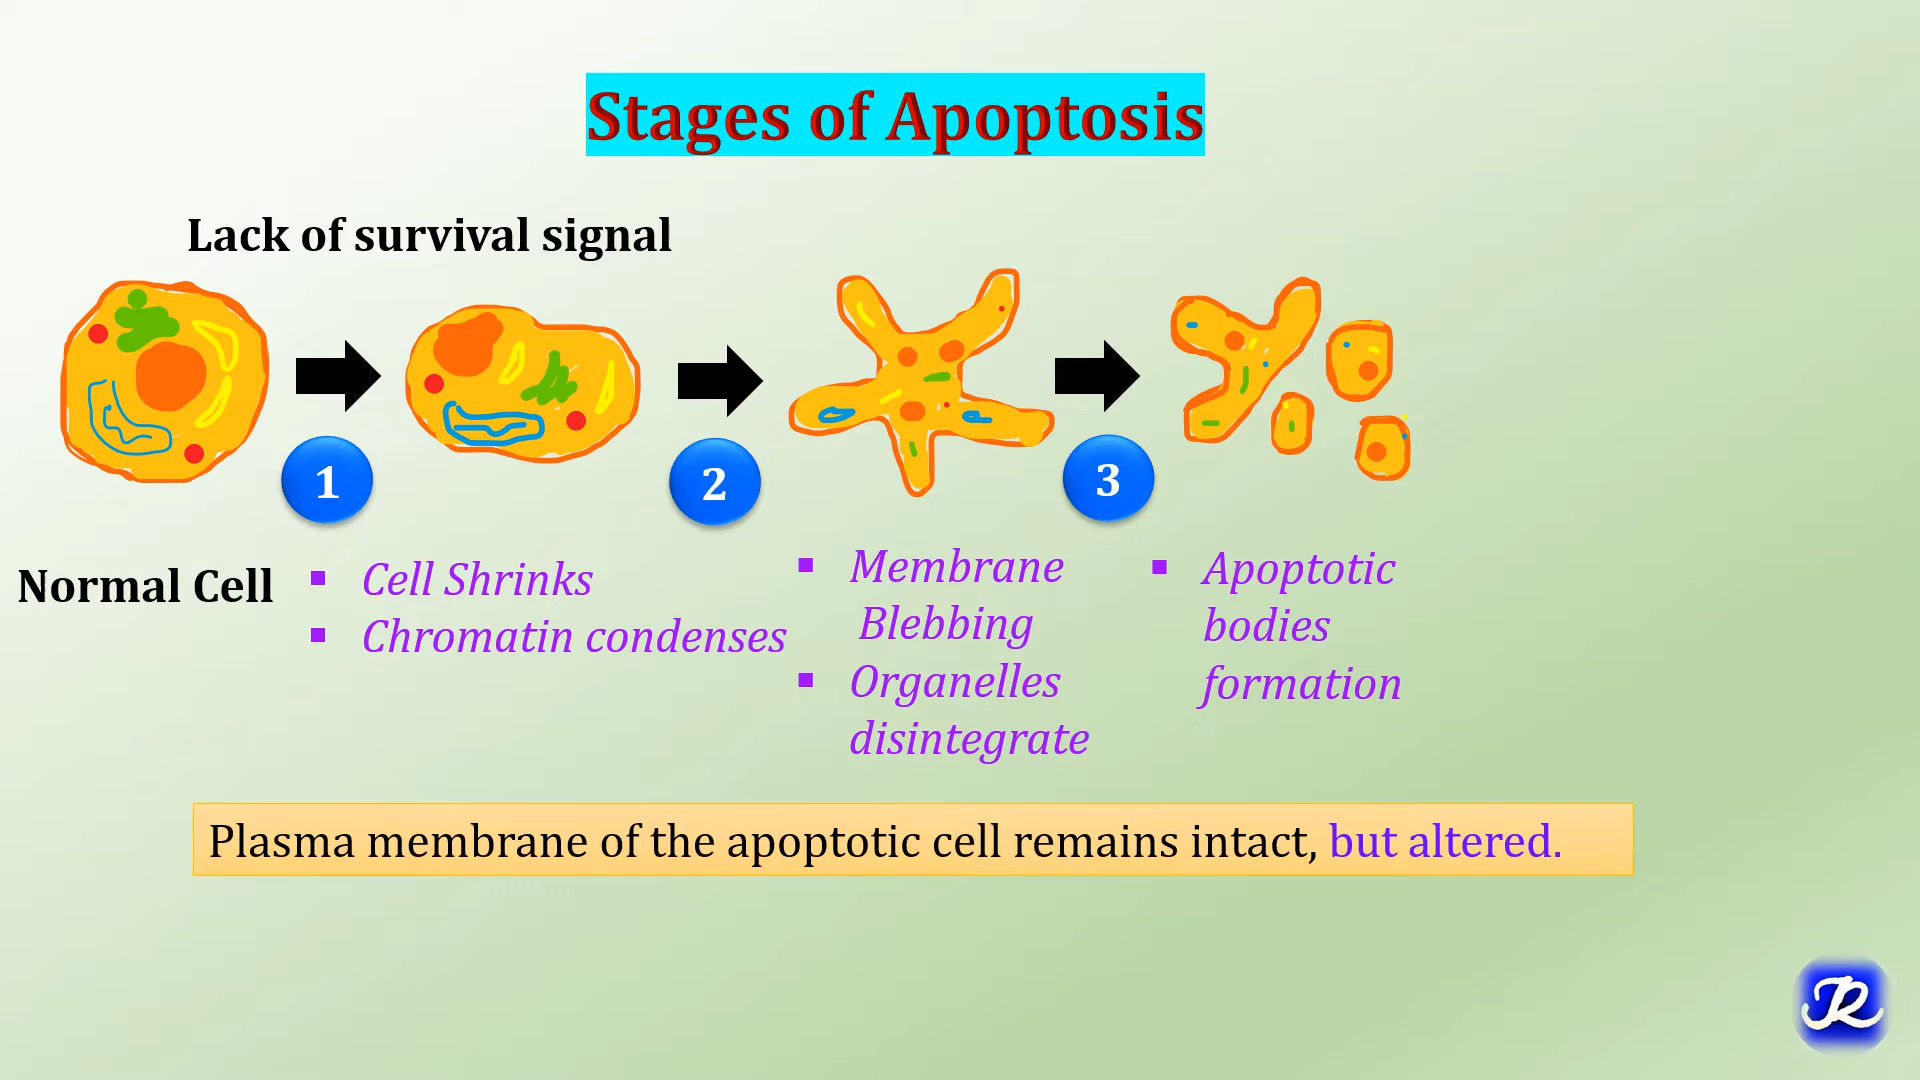 Stages of Apoptosis
Lack of survival signal
1
2
3
Normal Cell
▪ Cell Shrinks
▪ Chromatin condenses
▪ Membrane
Blebbing
▪ Organelles
disintegrate
▪ Apoptotic
bodies
formation
Plasma membrane of the apoptotic cell remains intact, but altered.
JR